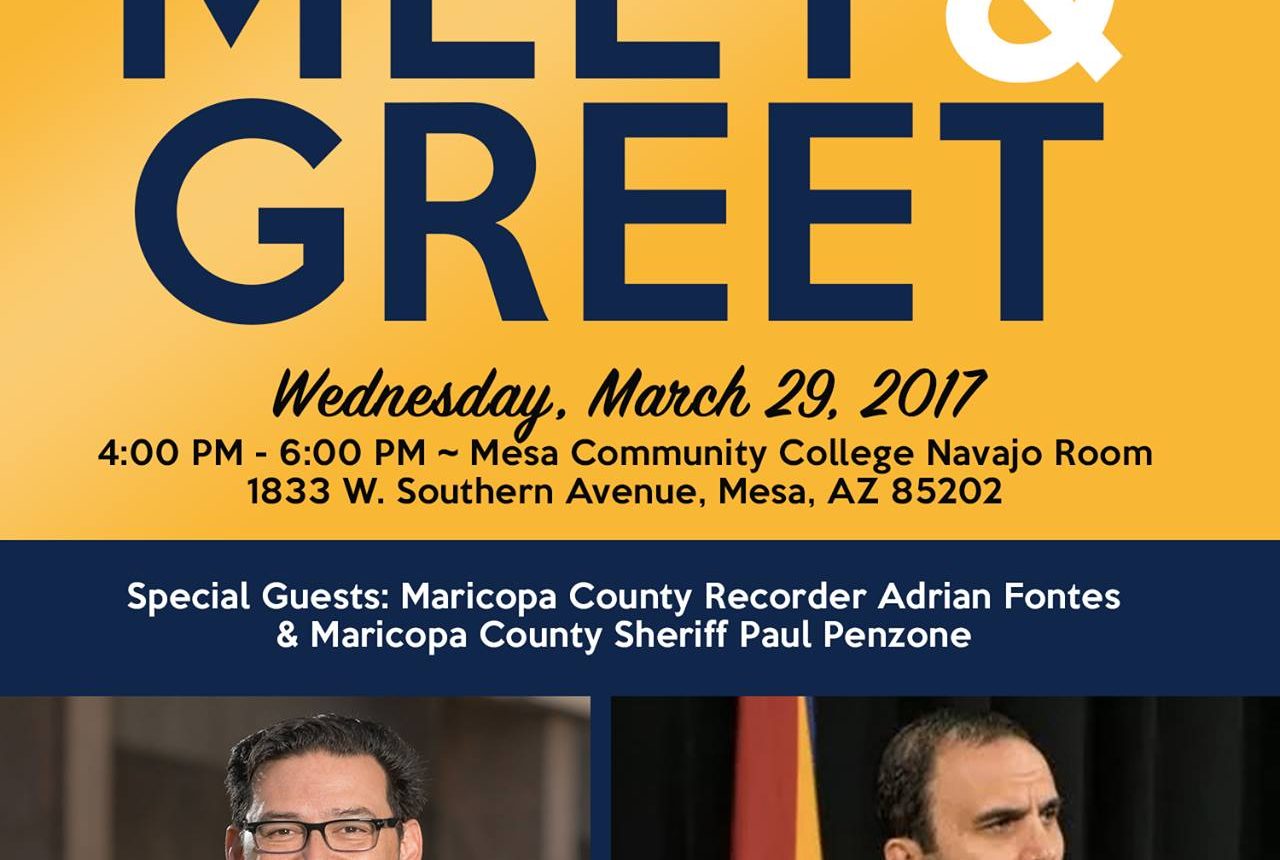 MEET &
GREET
Wednesday, March 29, 2017
4:00 PM - 6:00 PM ~ Mesa Community College Navajo Room
1833 W. Southern Avenue, Mesa, AZ 85202
Special Guests: Maricopa County Recorder Adrian Fontes
& Maricopa County Sheriff Paul Penzone